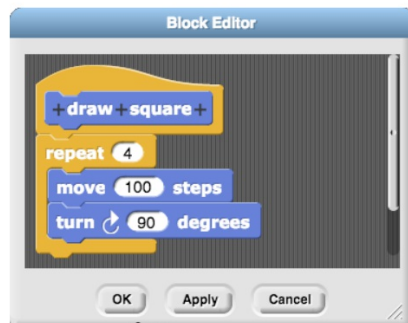 Block Editor
+draw+square+
repeat 4
move 100 steps
turn 90 degrees
OK Apply Cancel